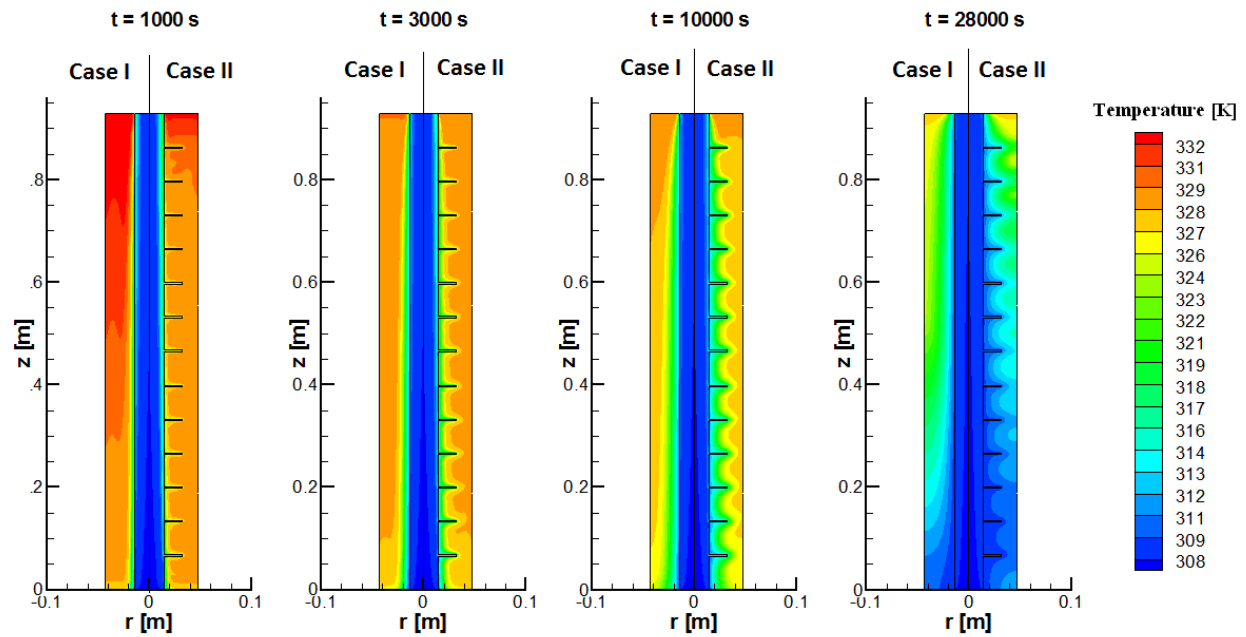 t = 1000 s
Case I
Case II
.8
.6
.4
.2
0
z [m]
-0.1
0
0.1
r [m]
t = 3000 s
Case I
Case II
0.8
0.6
0.4
0.2
0
z [m]
-0.1
0
0.1
r [m]
t = 10000 s
Case I
Case II
0.8
0.6
0.4
0.2
0
z [m]
-0.1
0
0.1
r [m]
t = 28000 s
Case I
Case II
0.8
0.6
0.4
0.2
0
z [m]
-0.1
0
0.1
r [m]
Temperature [K]
332
331
329
328
327
324
323
322
321
318
317
316
314
313
312
311
309
308